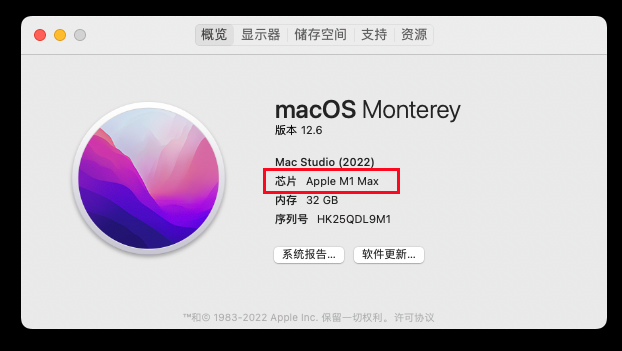 概览 显示器 储存空间 支持 资源
macOS Monterey
版本 12.6
Mac Studio (2022)
芯片 Apple M1 Max
内存 32 GB
序列号 HK25QDL9M1
系统报告... 软件更新...
™和© 1983-2022 Apple Inc. 保留一切权利。许可协议